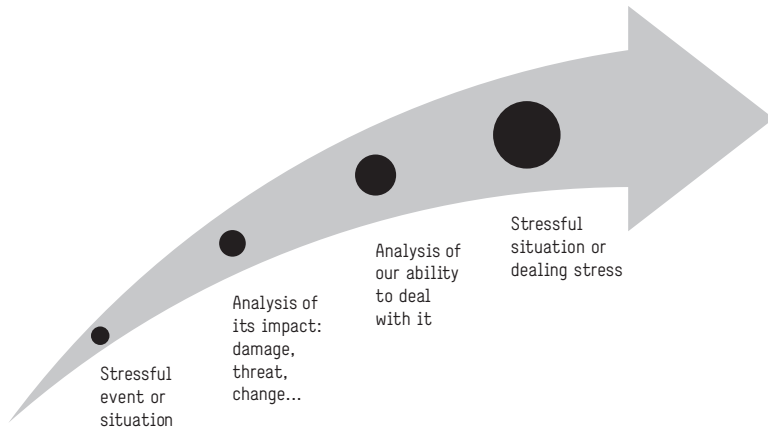 Stressful
event or
situation
Analysis of
its impact:
damage,
threat,
change...
Analysis of
our ability
to deal
with it
Stressful
situation or
dealing stress